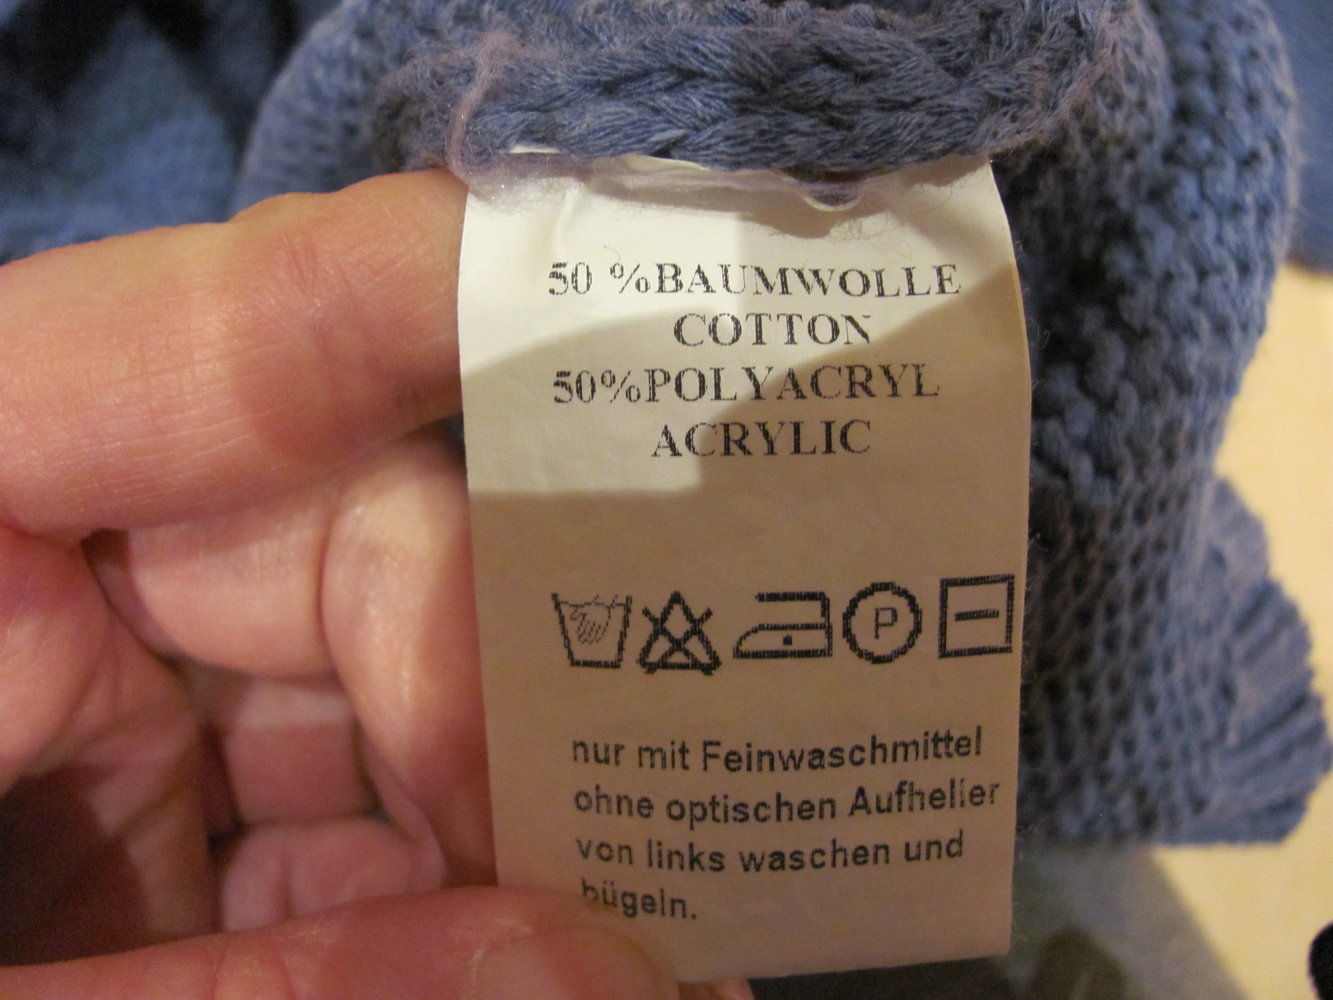 50 %BAUMWOLLE
COTTON
50%POLYACRYL
ACRYLIC
P
nur mit Feinwaschmittel
ohne optischen Aufheller
von links waschen und
bügeln.